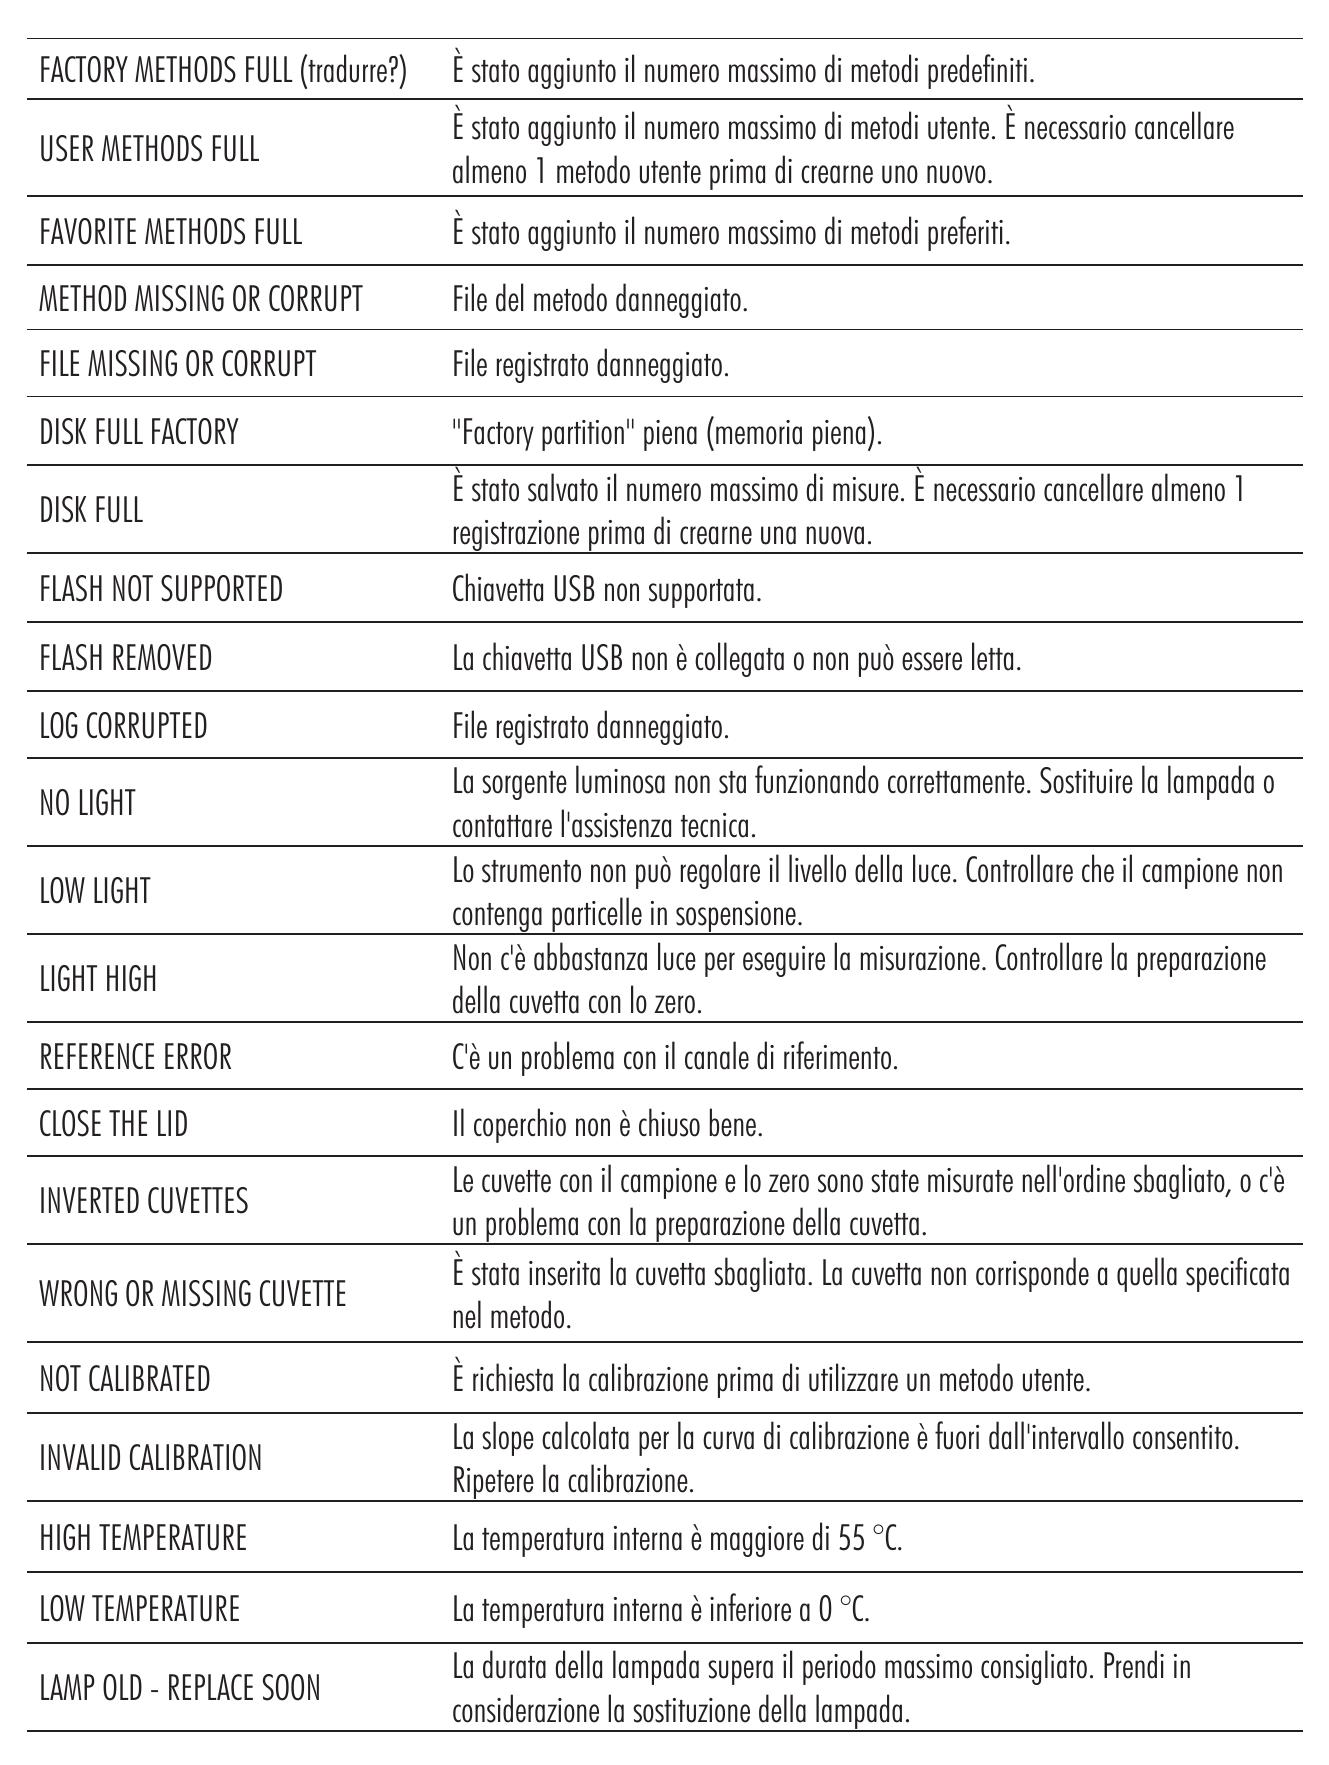 FACTORY METHODS FULL (tradurre?)
È stato aggiunto il numero massimo di metodi predefiniti.
USER METHODS FULL
È stato aggiunto il numero massimo di metodi utente. È necessario cancellare
almeno 1 metodo utente prima di crearne uno nuovo.
FAVORITE METHODS FULL
È stato aggiunto il numero massimo di metodi preferiti.
METHOD MISSING OR CORRUPT
File del metodo danneggiato.
FILE MISSING OR CORRUPT
File registrato danneggiato.
DISK FULL FACTORY
"Factory partition" piena (memoria piena).
DISK FULL
È stato salvato il numero massimo di misure. È necessario cancellare almeno 1
registrazione prima di crearne una nuova.
FLASH NOT SUPPORTED
Chiavetta USB non supportata.
FLASH REMOVED
La chiavetta USB non è collegata o non può essere letta.
LOG CORRUPTED
File registrato danneggiato.
NO LIGHT
La sorgente luminosa non sta funzionando correttamente. Sostituire la lampada o
contattare l'assistenza tecnica.
LOW LIGHT
Lo strumento non può regolare il livello della luce. Controllare che il campione non
contenga particelle in sospensione.
LIGHT HIGH
Non c'è abbastanza luce per eseguire la misurazione. Controllare la preparazione
della cuvetta con lo zero.
REFERENCE ERROR
C'è un problema con il canale di riferimento.
CLOSE THE LID
Il coperchio non è chiuso bene.
INVERTED CUVETTES
Le cuvette con il campione e lo zero sono state misurate nell'ordine sbagliato, o c'è
un problema con la preparazione della cuvetta.
WRONG OR MISSING CUVETTE
È stata inserita la cuvetta sbagliata. La cuvetta non corrisponde a quella specificata
nel metodo.
NOT CALIBRATED
È richiesta la calibrazione prima di utilizzare un metodo utente.
INVALID CALIBRATION
La slope calcolata per la curva di calibrazione è fuori dall'intervallo consentito.
Ripetere la calibrazione.
HIGH TEMPERATURE
La temperatura interna è maggiore di 55 °C.
LOW TEMPERATURE
La temperatura interna è inferiore a 0 °C.
LAMP OLD - REPLACE SOON
La durata della lampada supera il periodo massimo consigliato. Prendi in
considerazione la sostituzione della lampada.